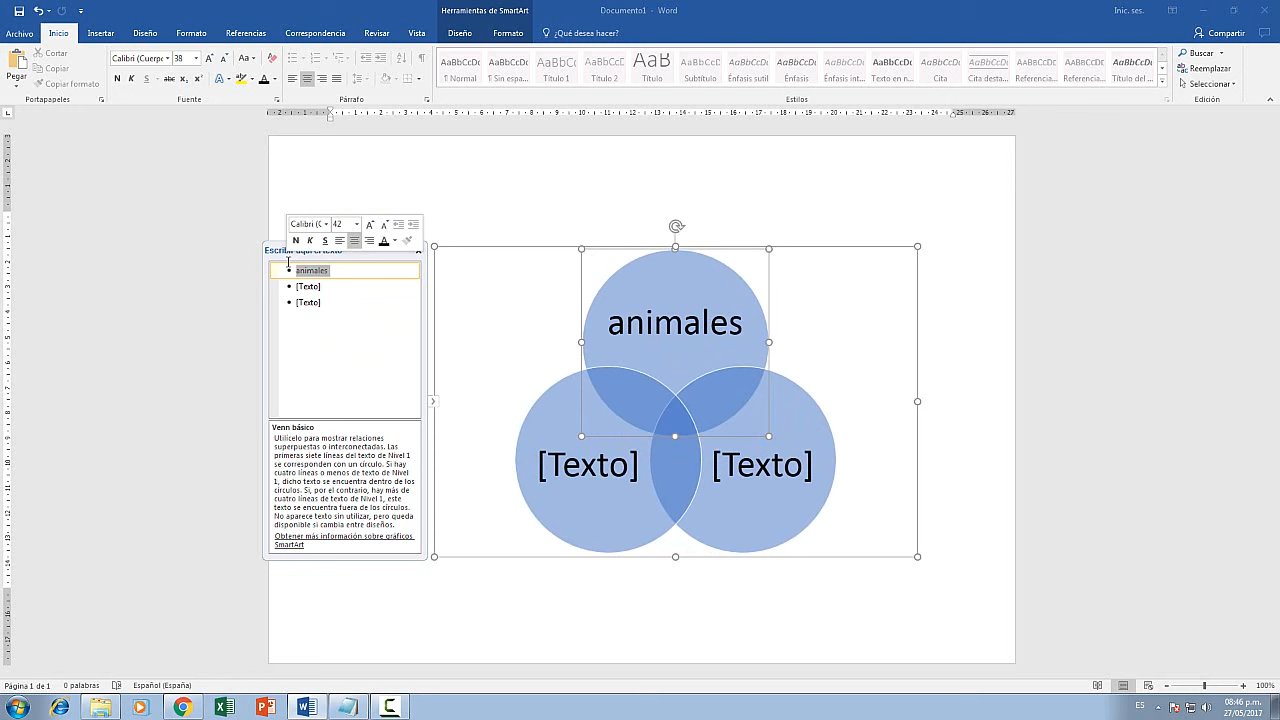 Herramientas de SmartArt
Documento1 - Word
Inic. ses.
Archivo
Inicio
Insertar
Diseño
Formato
Referencias
Correspondencia
Revisar
Vista
Diseño
Formato
¿Qué desea hacer?
Compartir
Pegar
Cortar
Copiar
Copiar formato
Portapapeles
Calibri (Cuerp
38
Fuente
Párrafo
¶ Normal
¶ Sin espa...
Título 1
Título 2
Título
Subtítulo
Énfasis sutil
Énfasis
Énfasis int...
Texto en n...
Cita
Cita desta...
Referencia...
Referencia...
Título del ...
Estilos
Buscar
Reemplazar
Seleccionar
Edición
Calibri (C
42
N K S
animales
[Texto]
[Texto]
Venn básico
Utilícelo para mostrar relaciones
superpuestas o interconectadas. Las
primeras siete líneas del texto de Nivel 1
se corresponden con un círculo. Si hay
cuatro líneas o menos de texto de Nivel
1, dicho texto se encuentra dentro de los
círculos. Si, por el contrario, hay más de
cuatro líneas de texto de Nivel 1, este
texto se encuentra fuera de los círculos.
No aparece texto sin utilizar, pero queda
disponible si cambia entre diseños.
Obtener más información sobre gráficos
SmartArt
animales
[Texto]
[Texto]
Página 1 de 1
0 palabras
Español (España)
100%
ES
08:46 p.m.
27/05/2017